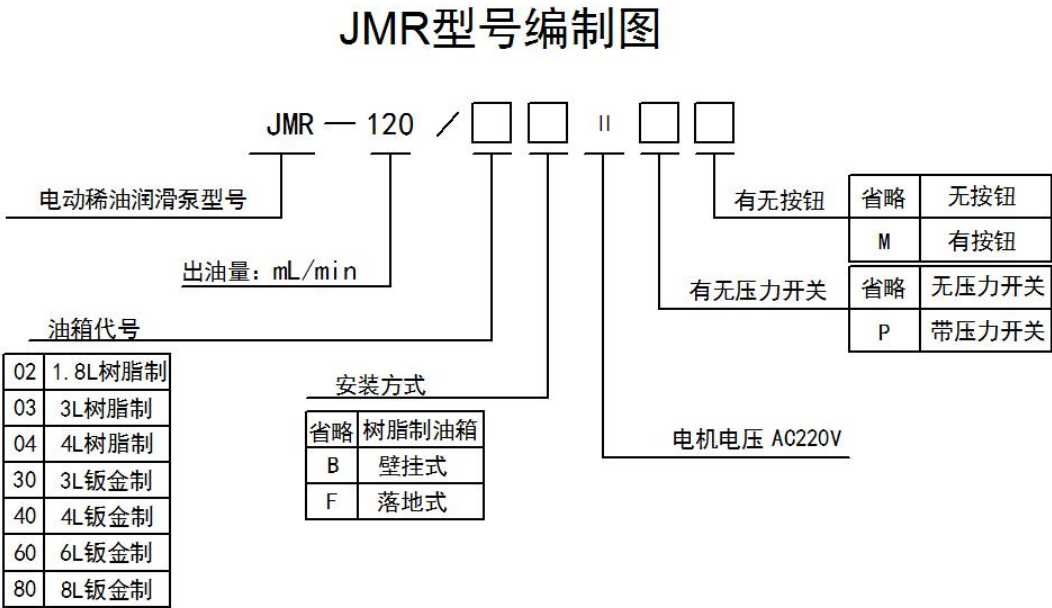 JMR型号编制图
JMR — 120 / □ □ II □ □
电动稀油润滑泵型号
出油量：mL/min
油箱代号
02 1.8L树脂制
03 3L树脂制
04 4L树脂制
30 3L钣金制
40 4L钣金制
60 6L钣金制
80 8L钣金制
安装方式
省略 树脂制油箱
B 壁挂式
F 落地式
电机电压 AC220V
有无压力开关
省略 无压力开关
P 带压力开关
有无按钮
省略 无按钮
M 有按钮